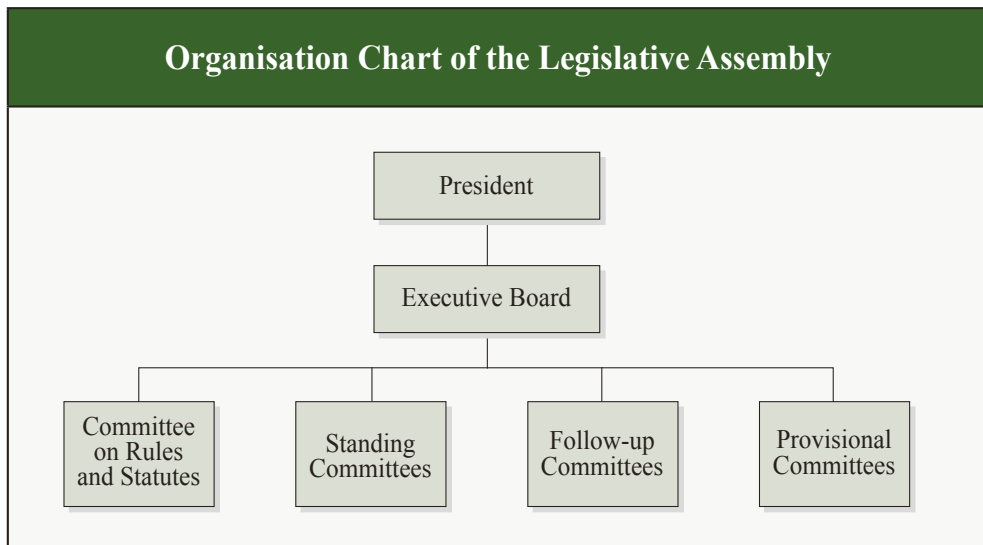 Organisation Chart of the Legislative Assembly
President
Executive Board
Committee
on Rules
and Statutes
Standing
Committees
Follow-up
Committees
Provisional
Committees